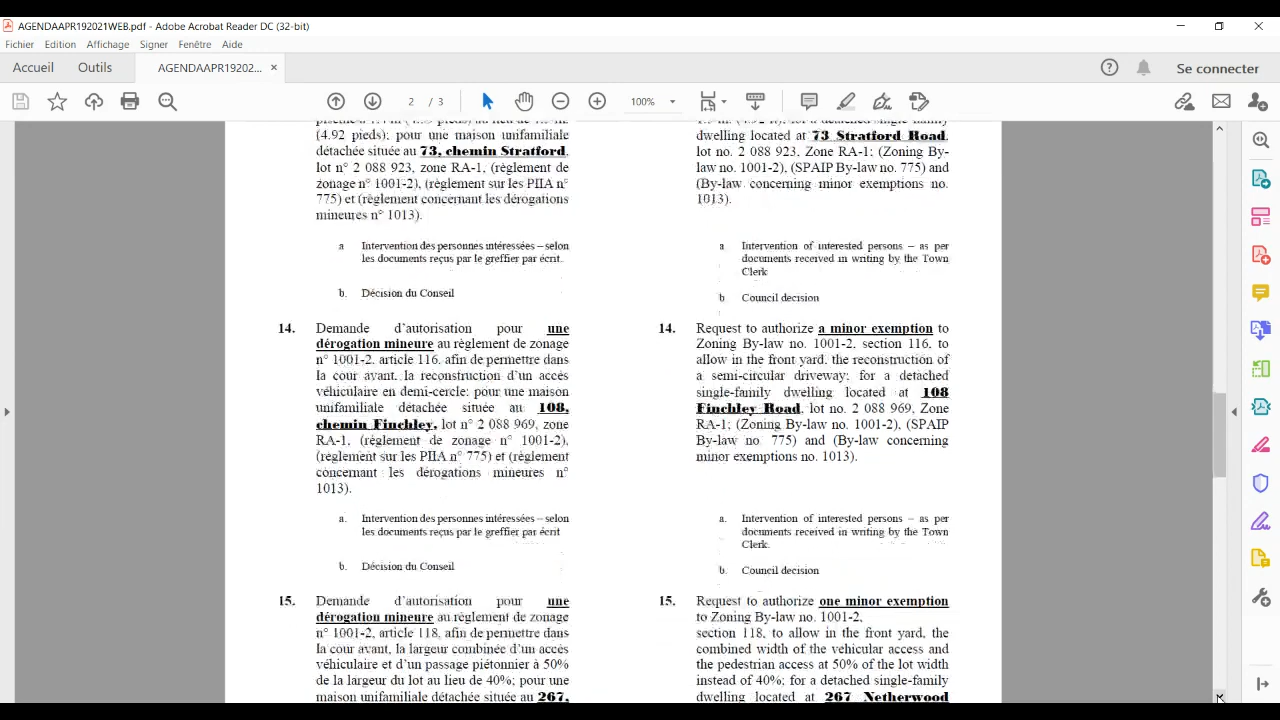 AGENDAAPR192021WEB.pdf - Adobe Acrobat Reader DC (32-bit)
Fichier Edition Affichage Signer Fenêtre Aide
Accueil Outils AGENDAAPR19202... × Se connecter
2 / 3 100%
(4.92 pieds); pour une maison unifamiliale
détachée située au 73, chemin Stratford,
lot n° 2 088 923, zone RA-1, (règlement de
zonage n° 1001-2), (règlement sur les PIIA n°
775) et (règlement concernant les dérogations
mineures n° 1013).
a Intervention des personnes intéressées – selon
les documents reçus par le greffier par écrit.
b. Décision du Conseil
14. Demande d'autorisation pour une
dérogation mineure au règlement de zonage
n° 1001-2, article 116, afin de permettre dans
la cour avant, la reconstruction d'un accès
véhiculaire en demi-cercle; pour une maison
unifamiliale détachée située au 108,
chemin Finchley, lot n° 2 088 969, zone
RA-1, (règlement de zonage n° 1001-2),
(règlement sur les PIIA n° 775) et (règlement
concernant les dérogations mineures n°
1013).
a. Intervention des personnes intéressées – selon
les documents reçus par le greffier par écrit
b. Décision du Conseil
15. Demande d'autorisation pour une
dérogation mineure au règlement de zonage
n° 1001-2, article 118, afin de permettre dans
la cour avant, la largeur combinée d'un accès
véhiculaire et d'un passage piétonnier à 50%
de la largeur du lot au lieu de 40%; pour une
maison unifamiliale détachée située au 267,
dwelling located at 73 Stratford Road,
lot no. 2 088 923, Zone RA-1; (Zoning By-
law no. 1001-2), (SPAIP By-law no. 775) and
(By-law concerning minor exemptions no.
1013).
a Intervention of interested persons – as per
documents received in writing by the Town
Clerk
b Council decision
14. Request to authorize a minor exemption to
Zoning By-law no. 1001-2, section 116, to
allow in the front yard, the reconstruction of
a semi-circular driveway; for a detached
single-family dwelling located at 108
Finchley Road, lot no. 2 088 969, Zone
RA-1; (Zoning By-law no. 1001-2), (SPAIP
By-law no 775) and (By-law concerning
minor exemptions no. 1013).
a. Intervention of interested persons – as per
documents received in writing by the Town
Clerk.
b. Council decision
15. Request to authorize one minor exemption
to Zoning By-law no. 1001-2,
section 118, to allow in the front yard, the
combined width of the vehicular access and
the pedestrian access at 50% of the lot width
instead of 40%; for a detached single-family
dwelling located at 267 Netherwood